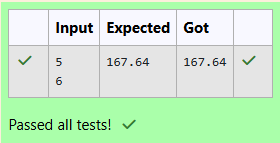 Input Expected Got
5 167.64 167.64
6
Passed all tests!